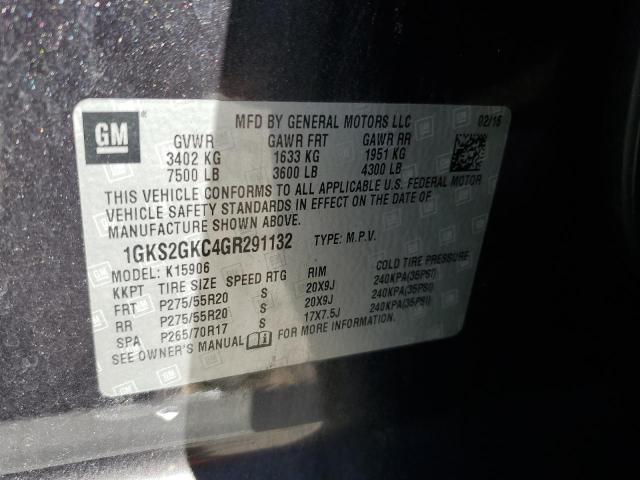 GM
MFD BY GENERAL MOTORS LLC 02/16
GVWR GAWR FRT GAWR RR
3402 KG 1633 KG 1951 KG
7500 LB 3600 LB 4300 LB
THIS VEHICLE CONFORMS TO ALL APPLICABLE U.S. FEDERAL MOTOR
VEHICLE SAFETY STANDARDS IN EFFECT ON THE DATE OF
MANUFACTURE SHOWN ABOVE.
1GKS2GKC4GR291132 TYPE: M.P.V.
MODEL: K15906
KKPT TIRE SIZE SPEED RTG RIM COLD TIRE PRESSURE
FRT P275/55R20 S 20X9J 240KPA(35PSI)
RR P275/55R20 S 20X9J 240KPA(35PSI)
SPA P265/70R17 S 17X7.5J 240KPA(35PSI)
SEE OWNER'S MANUAL FOR MORE INFORMATION.